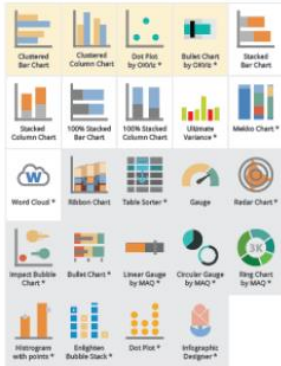 Clustered
Bar Chart
Clustered
Column Chart
Dot Plot
by OKViz *
Bullet Chart
by OKViz *
Stacked
Bar Chart
Stacked
Column Chart
100% Stacked
Bar Chart
100% Stacked
Column Chart
Ultimate
Variance *
Mekko Chart *
W
Word Cloud *
Ribbon Chart
Table Sorter *
Gauge
Radar Chart *
Impact Bubble
Chart *
Bullet Chart *
Linear Gauge
by MAQ *
Circular Gauge
by MAQ *
3K
Ring Chart
by MAQ *
Histogram
with points *
Enlighten
Bubble Stack *
Dot Plot *
Infographic
Designer *